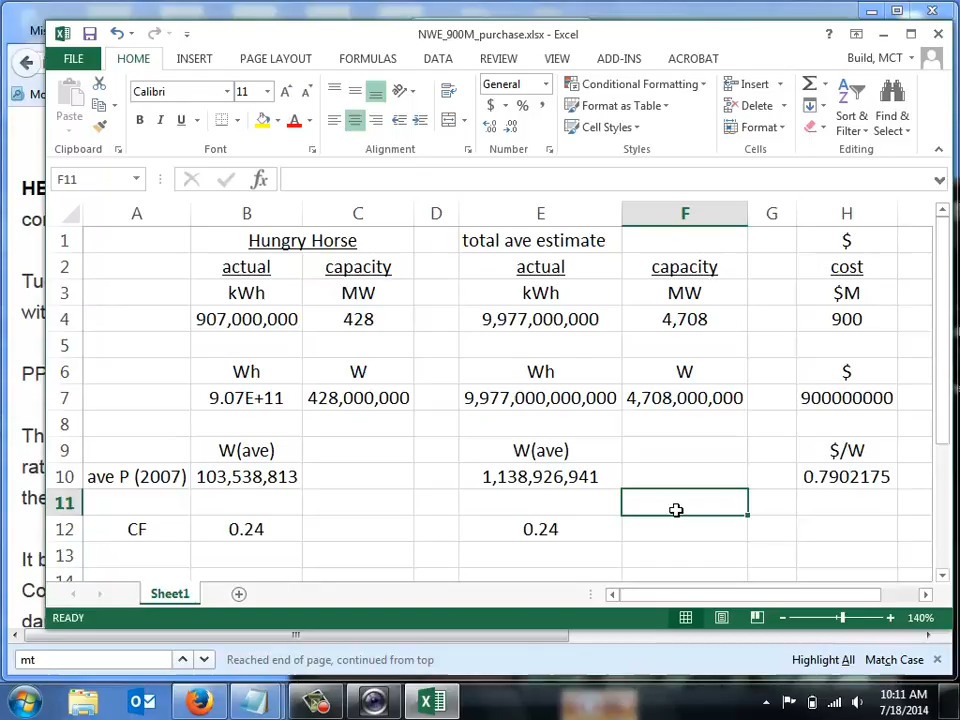 NWE_900M_purchase.xlsx - Excel
FILE HOME INSERT PAGE LAYOUT FORMULAS DATA REVIEW VIEW ADD-INS ACROBAT Build, MCT
Paste Calibri 11 General Conditional Formatting Insert
Format as Table Delete Sort & Find &
Cell Styles Format Filter Select
Clipboard Font Alignment Number Styles Cells Editing
F11 fx
A B C D E F G H
1 Hungry Horse total ave estimate $
2 actual capacity actual capacity cost
3 kWh MW kWh MW $M
4 907,000,000 428 9,977,000,000 4,708 900
5
6 Wh W Wh W $
7 9.07E+11 428,000,000 9,977,000,000,000 4,708,000,000 900000000
8
9 W(ave) W(ave) $/W
10 ave P (2007) 103,538,813 1,138,926,941 0.7902175
11
12 CF 0.24 0.24
13
14
Sheet1
READY 140%
mt Reached end of page, continued from top Highlight All Match Case
10:11 AM
7/18/2014